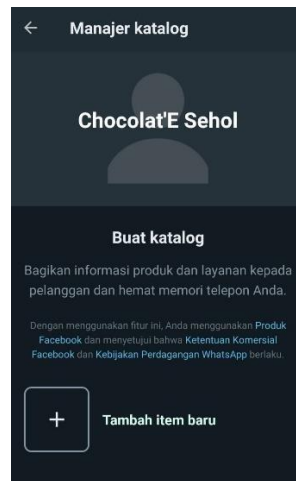 ← Manajer katalog
Chocolat'E Sehol
Buat katalog
Bagikan informasi produk dan layanan kepada
pelanggan dan hemat memori telepon Anda.
Dengan menggunakan fitur ini, Anda menggunakan Produk
Facebook dan menyetujui bahwa Ketentuan Komersial
Facebook dan Kebijakan Perdagangan WhatsApp berlaku.
+ Tambah item baru